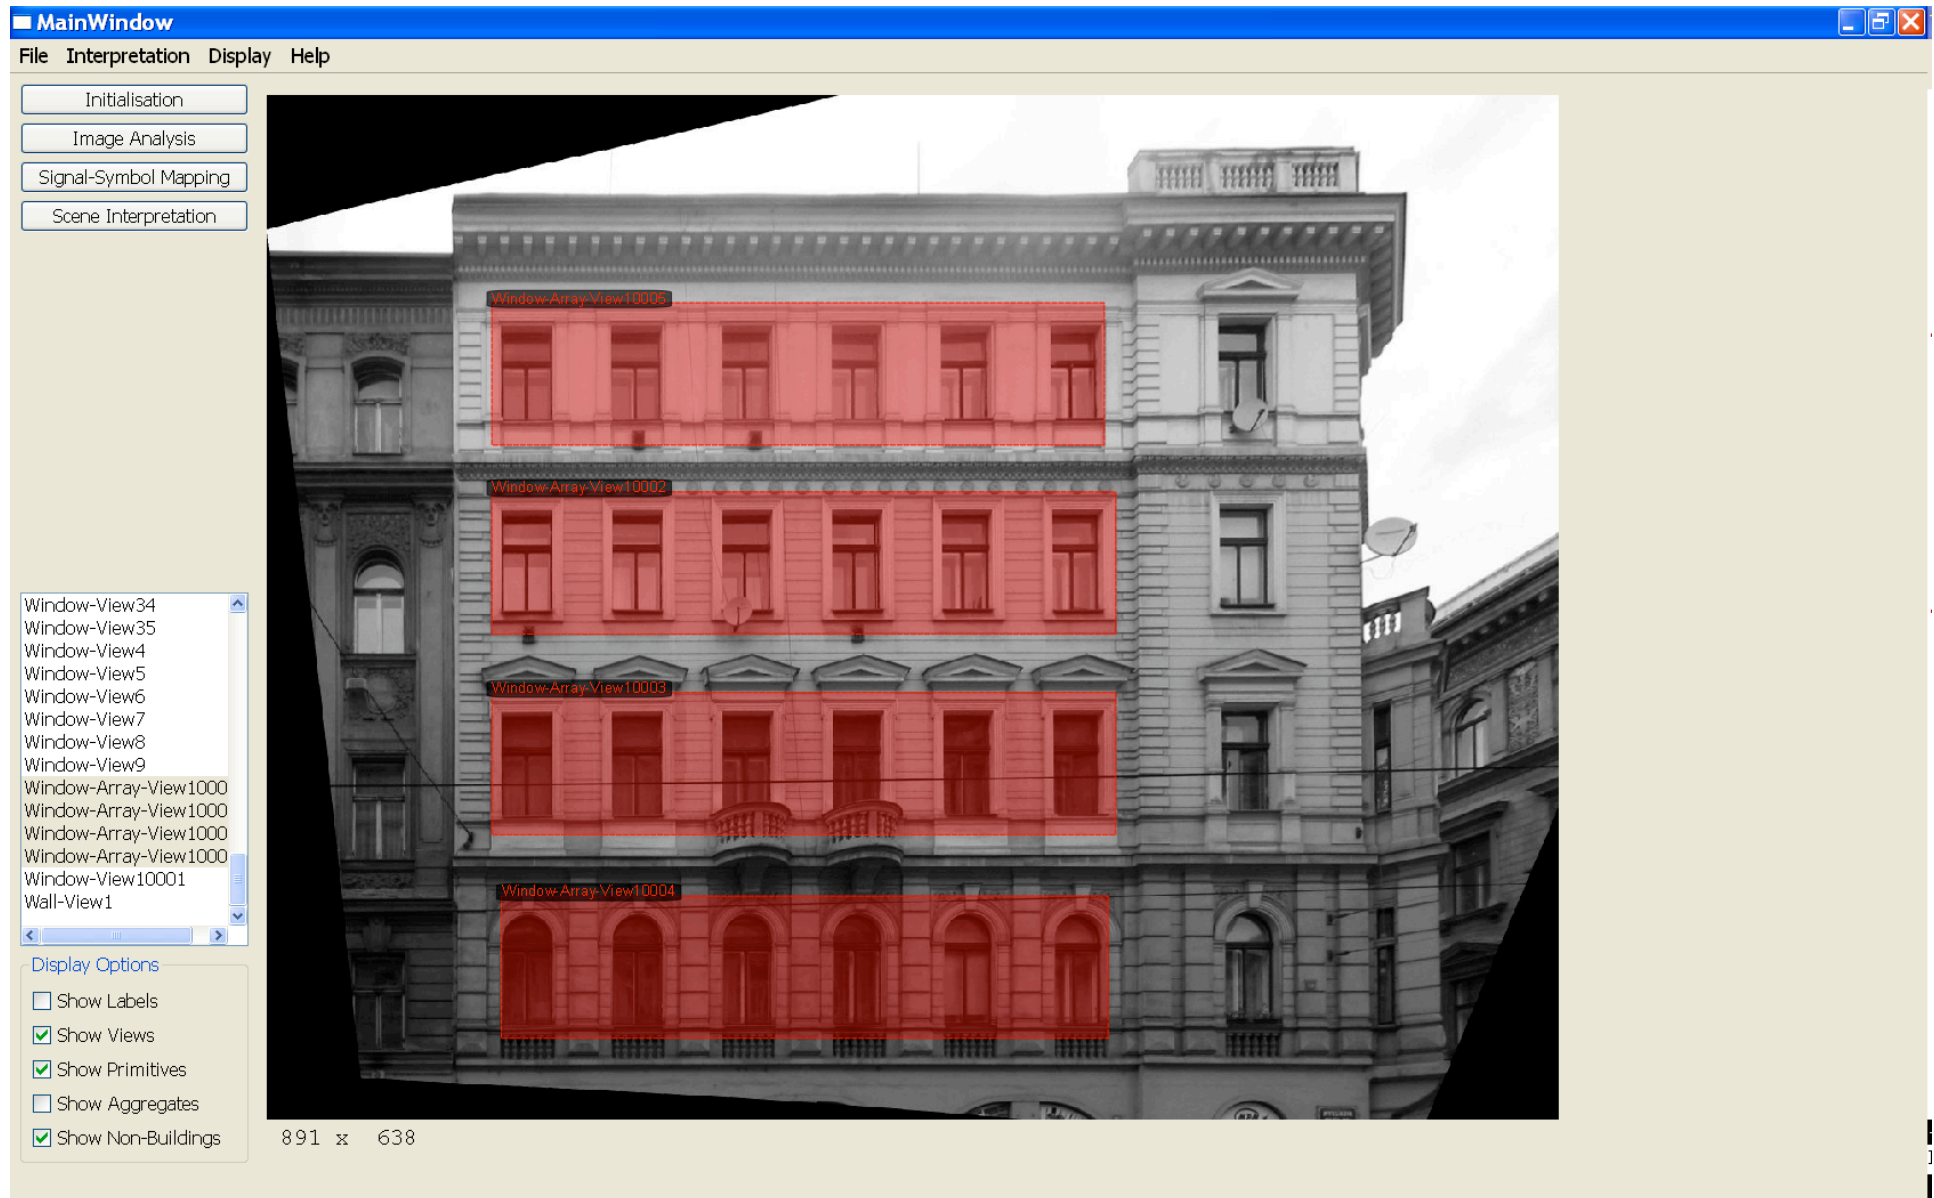 MainWindow
File Interpretation Display Help
Initialisation
Image Analysis
Signal-Symbol Mapping
Scene Interpretation
Window-Array-View10005
Window-Array-View10002
Window-Array-View10003
Window-Array-View10004
Window-View34
Window-View35
Window-View4
Window-View5
Window-View6
Window-View7
Window-View8
Window-View9
Window-Array-View1000
Window-Array-View1000
Window-Array-View1000
Window-Array-View1000
Window-View10001
Wall-View1
Display Options
Show Labels
Show Views
Show Primitives
Show Aggregates
Show Non-Buildings
891 x 638